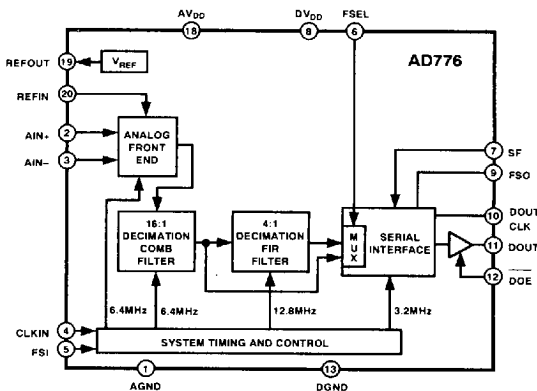 AVDD
DVDD
FSEL
18
8
6
AD776
REFOUT
19
VREF
REFIN
20
AIN+
2
AIN–
3
ANALOG
FRONT
END
7
SF
9
FSO
10
DOUT
CLK
11
DOUT
12
DOE
16:1
DECIMATION
COMB
FILTER
4:1
DECIMATION
FIR
FILTER
MUX
SERIAL
INTERFACE
6.4MHz
6.4MHz
12.8MHz
3.2MHz
CLKIN
4
FSI
5
SYSTEM TIMING AND CONTROL
1
13
AGND
DGND